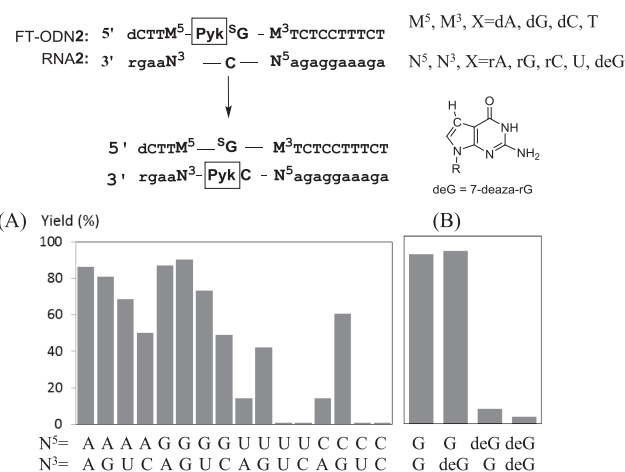 FT-ODN2: 5' dCTTM⁵-Pyk ˢG - M³TCTCCTTTCT
RNA2: 3' rgaaN³ — C — N⁵agaggaaaga
5' dCTTM⁵—ˢG — M³TCTCCTTTCT
3' rgaaN³-Pyk C - N⁵agaggaaaga
M⁵, M³, X=dA, dG, dC, T
N⁵, N³, X=rA, rG, rC, U, deG
H
O
C
NH
N
N
NH₂
R
deG = 7-deaza-rG
(A) Yield (%)
100
80
60
40
20
0
N⁵= A A A A G G G G U U U U C C C C
N³= A G U C A G U C A G U C A G U C
(B)
G G deG deG
G deG G deG